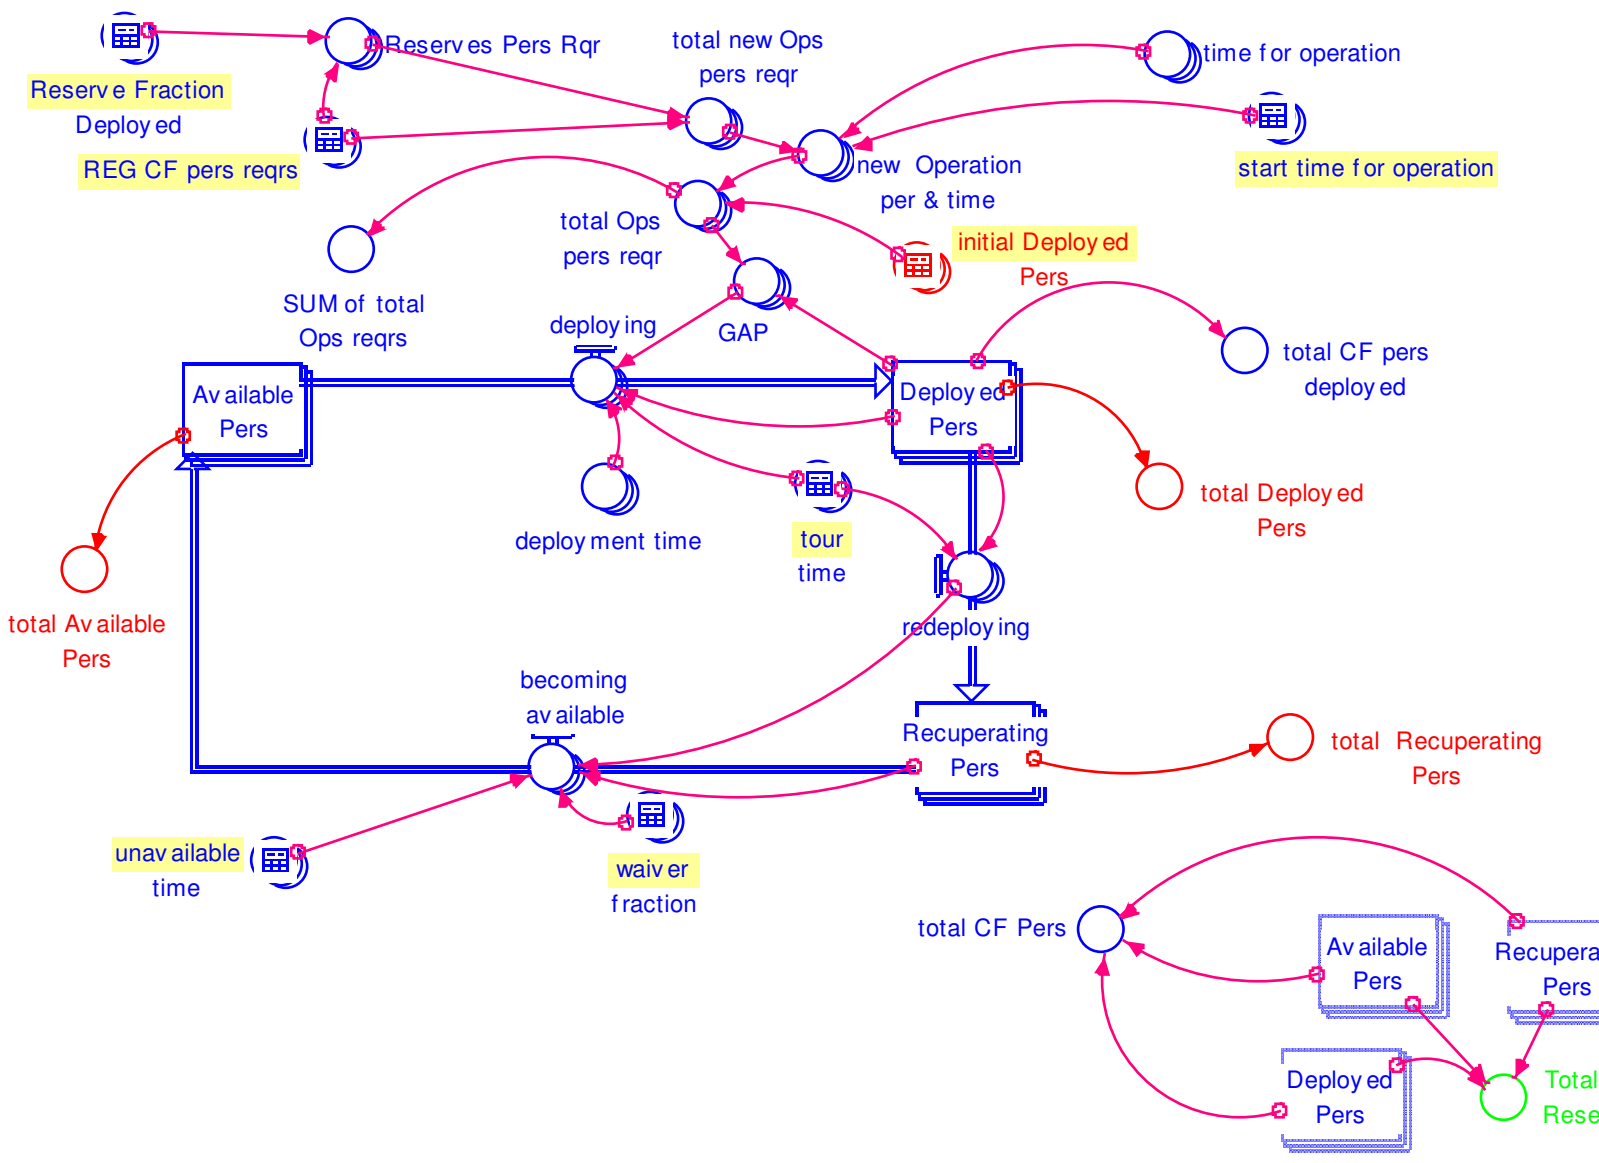 Reserves Pers Rqr
total new Ops
pers reqr
time for operation
Reserve Fraction
Deployed
REG CF pers reqrs
new Operation
per & time
start time for operation
total Ops
pers reqr
initial Deployed
Pers
SUM of total
Ops reqrs
deploying
GAP
total CF pers
deployed
Available
Pers
Deployed
Pers
total Deployed
Pers
deployment time
tour
time
total Available
Pers
redeploying
becoming
available
Recuperating
Pers
total Recuperating
Pers
unavailable
time
waiver
fraction
total CF Pers
Available
Pers
Recupera
Pers
Deployed
Pers
Total
Rese